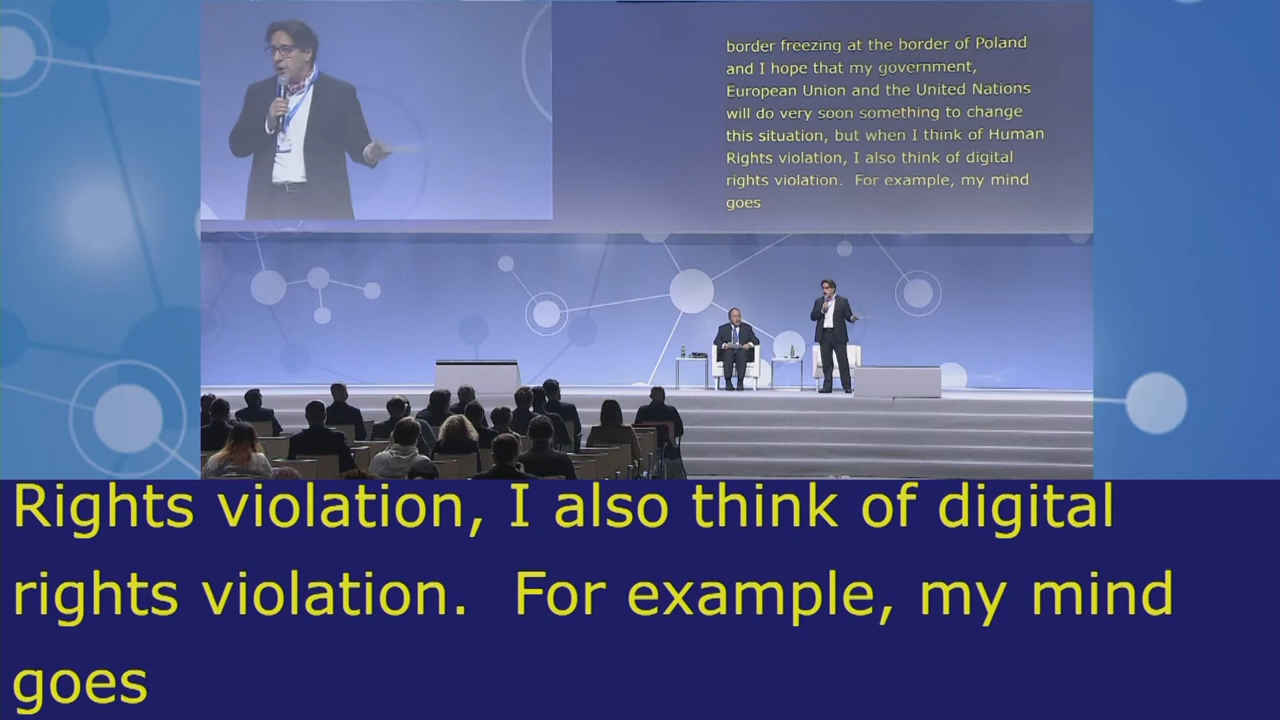 border freezing at the border of Poland
and I hope that my government,
European Union and the United Nations
will do very soon something to change
this situation, but when I think of Human
Rights violation, I also think of digital
rights violation.  For example, my mind
goes
Rights violation, I also think of digital
rights violation.  For example, my mind
goes